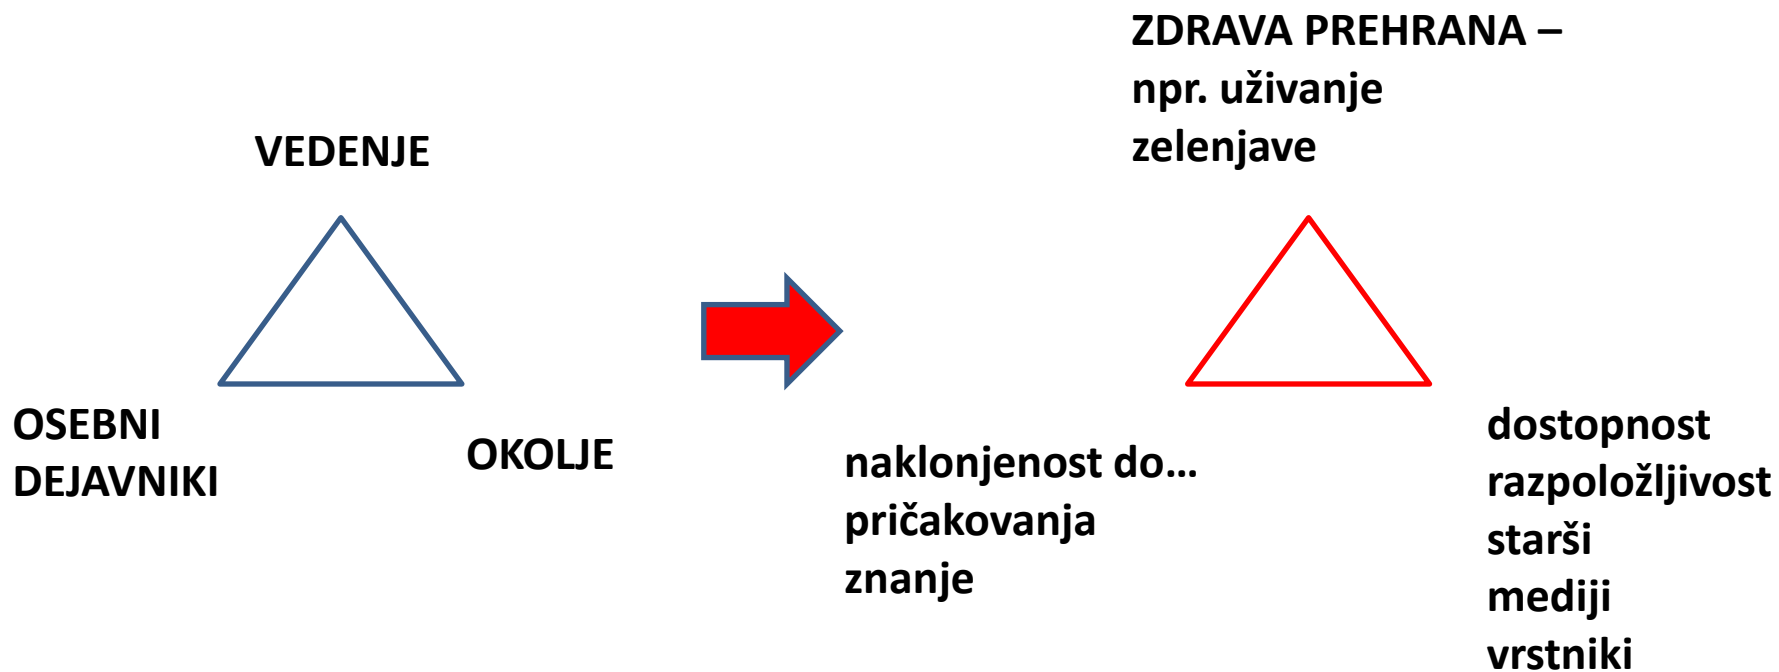 VEDENJE
OSEBNI
DEJAVNIKI
OKOLJE
ZDRAVA PREHRANA –
npr. uživanje
zelenjave
naklonjenost do…
pričakovanja
znanje
dostopnost
razpoložljivost
starši
mediji
vrstniki